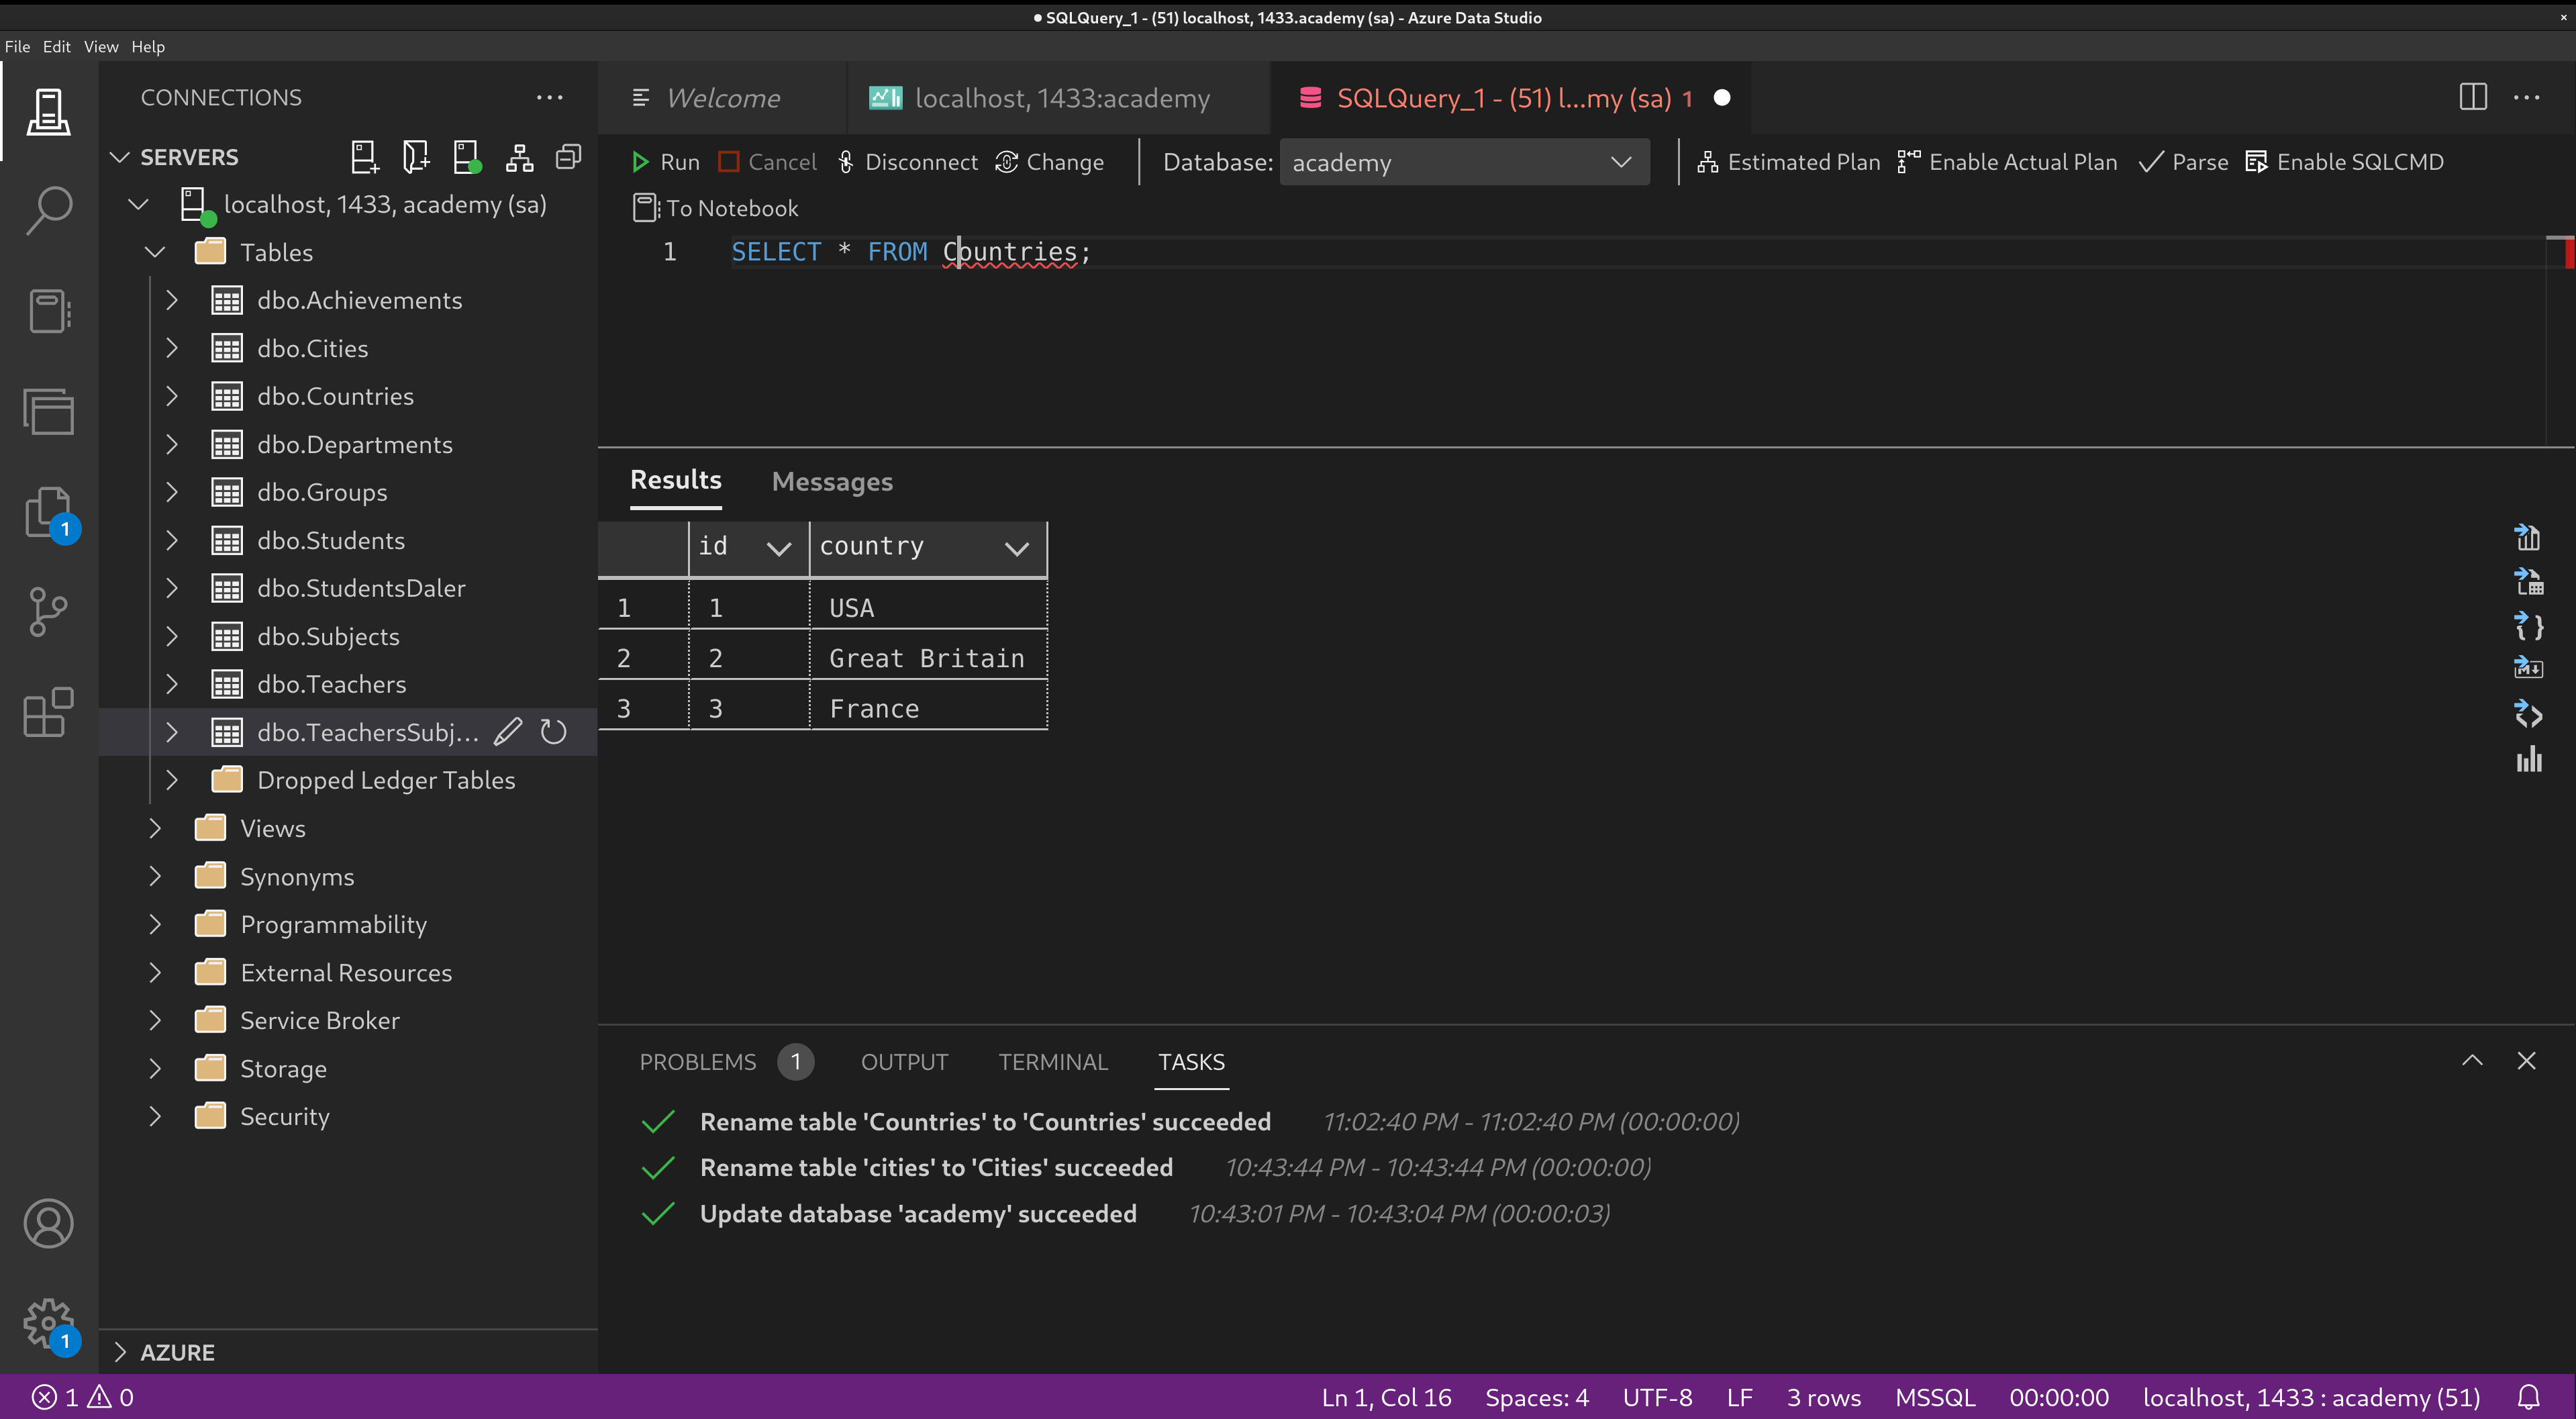 SQLQuery_1 - (51) localhost, 1433.academy (sa) - Azure Data Studio
File Edit View Help
CONNECTIONS
SERVERS
localhost, 1433, academy (sa)
Tables
dbo.Achievements
dbo.Cities
dbo.Countries
dbo.Departments
dbo.Groups
dbo.Students
dbo.StudentsDaler
dbo.Subjects
dbo.Teachers
dbo.TeachersSubj...
Dropped Ledger Tables
Views
Synonyms
Programmability
External Resources
Service Broker
Storage
Security
AZURE
1
1
Welcome
localhost, 1433:academy
SQLQuery_1 - (51) l...my (sa) 1
Run Cancel Disconnect Change Database: academy Estimated Plan Enable Actual Plan Parse Enable SQLCMD
To Notebook
1 SELECT * FROM Countries;
Results Messages
id country
1 1 USA
2 2 Great Britain
3 3 France
PROBLEMS 1 OUTPUT TERMINAL TASKS
Rename table 'Countries' to 'Countries' succeeded 11:02:40 PM - 11:02:40 PM (00:00:00)
Rename table 'cities' to 'Cities' succeeded 10:43:44 PM - 10:43:44 PM (00:00:00)
Update database 'academy' succeeded 10:43:01 PM - 10:43:04 PM (00:00:03)
1 0 Ln 1, Col 16 Spaces: 4 UTF-8 LF 3 rows MSSQL 00:00:00 localhost, 1433 : academy (51)